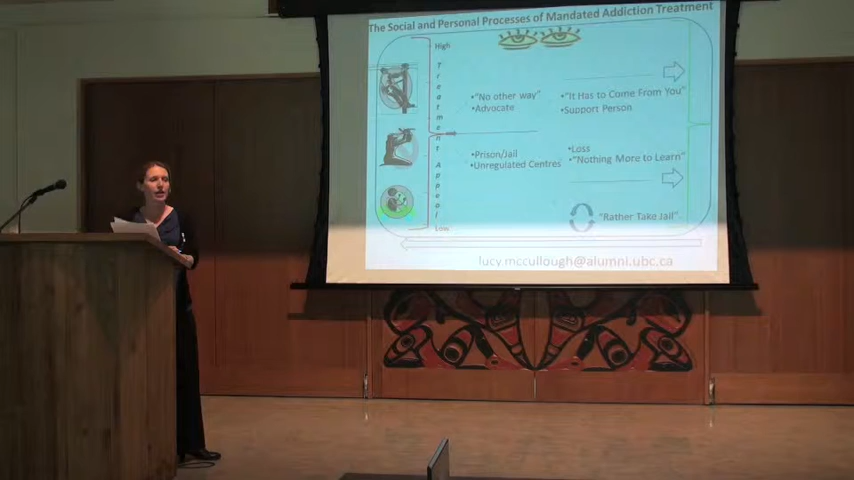 The Social and Personal Processes of Mandated Addiction Treatment
High
Treatment Appeal
•"No other way"
•Advocate
•"It Has to Come From You"
•Support Person
•Prison/Jail
•Unregulated Centres
•Loss
•"Nothing More to Learn"
"Rather Take Jail"
Low
lucy.mccullough@alumni.ubc.ca